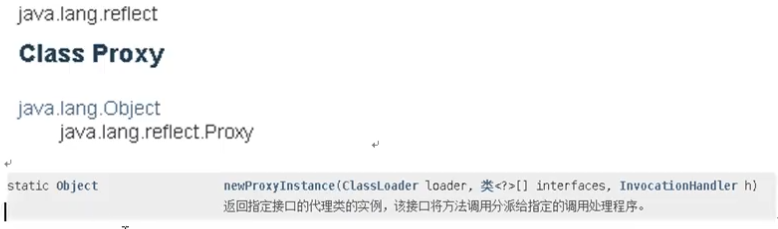 java.lang.reflect
Class Proxy
java.lang.Object
java.lang.reflect.Proxy
static Object newProxyInstance(ClassLoader loader, 类<?>[] interfaces, InvocationHandler h)
返回指定接口的代理类的实例，该接口将方法调用分派给指定的调用处理程序。